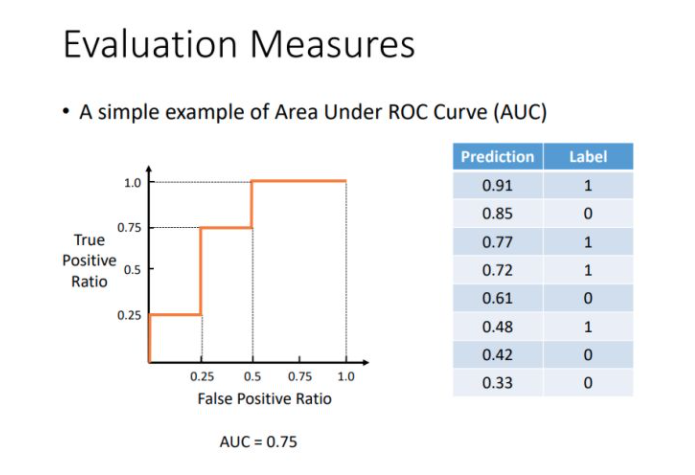 Evaluation Measures
• A simple example of Area Under ROC Curve (AUC)
True
Positive
Ratio
1.0
0.75
0.5
0.25
0.25 0.5 0.75 1.0
False Positive Ratio
AUC = 0.75
Prediction Label
0.91 1
0.85 0
0.77 1
0.72 1
0.61 0
0.48 1
0.42 0
0.33 0